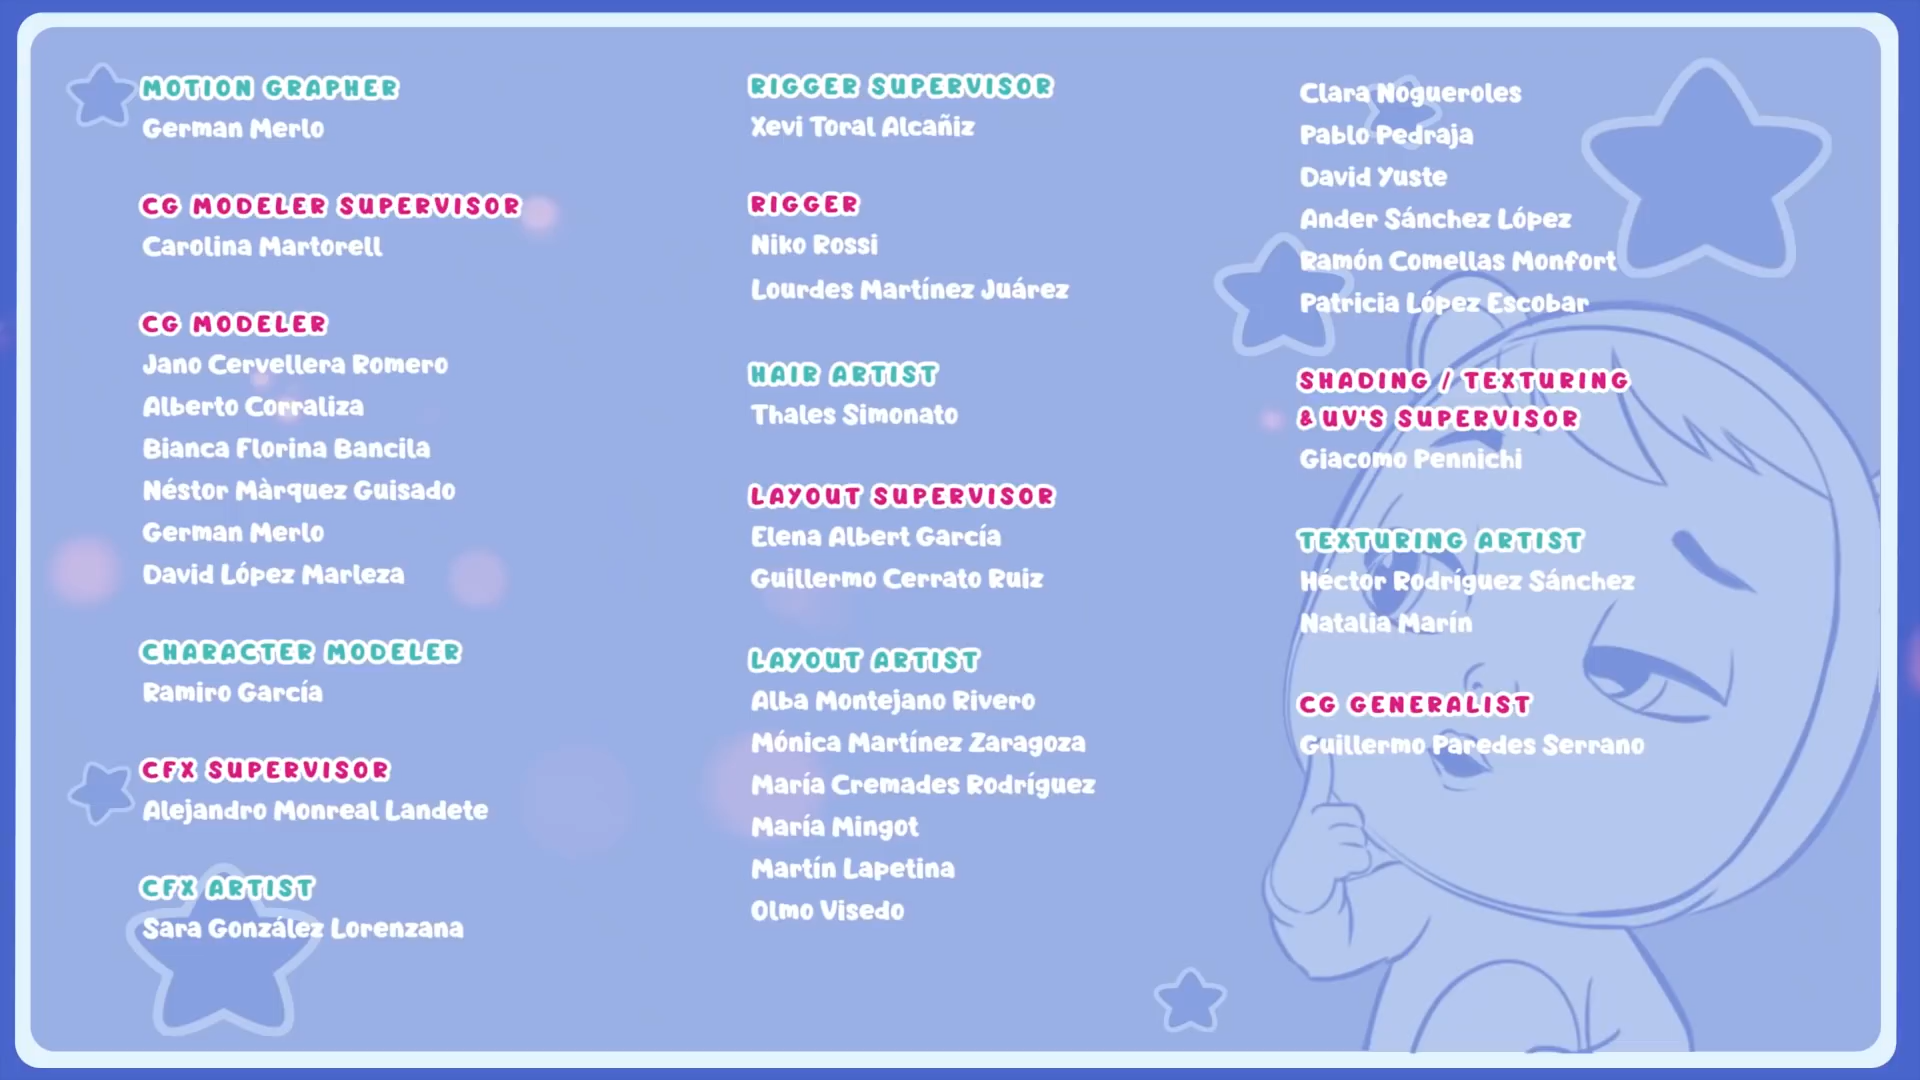 MOTION GRAPHER
German Merlo
CG MODELER SUPERVISOR
Carolina Martorell
CG MODELER
Jano Cervellera Romero
Alberto Corraliza
Bianca Florina Bancila
Néstor Màrquez Guisado
German Merlo
David López Marleza
CHARACTER MODELER
Ramiro García
CFX SUPERVISOR
Alejandro Monreal Landete
CFX ARTIST
Sara González Lorenzana
RIGGER SUPERVISOR
Xevi Toral Alcañiz
RIGGER
Niko Rossi
Lourdes Martínez Juárez
HAIR ARTIST
Thales Simonato
LAYOUT SUPERVISOR
Elena Albert García
Guillermo Cerrato Ruiz
LAYOUT ARTIST
Alba Montejano Rivero
Mónica Martínez Zaragoza
María Cremades Rodríguez
María Mingot
Martín Lapetina
Olmo Visedo
Clara Nogueroles
Pablo Pedraja
David Yuste
Ander Sánchez López
Ramón Comellas Monfort
Patricia López Escobar
SHADING / TEXTURING
& UV'S SUPERVISOR
Giacomo Pennichi
TEXTURING ARTIST
Héctor Rodríguez Sánchez
Natalia Marín
CG GENERALIST
Guillermo Paredes Serrano